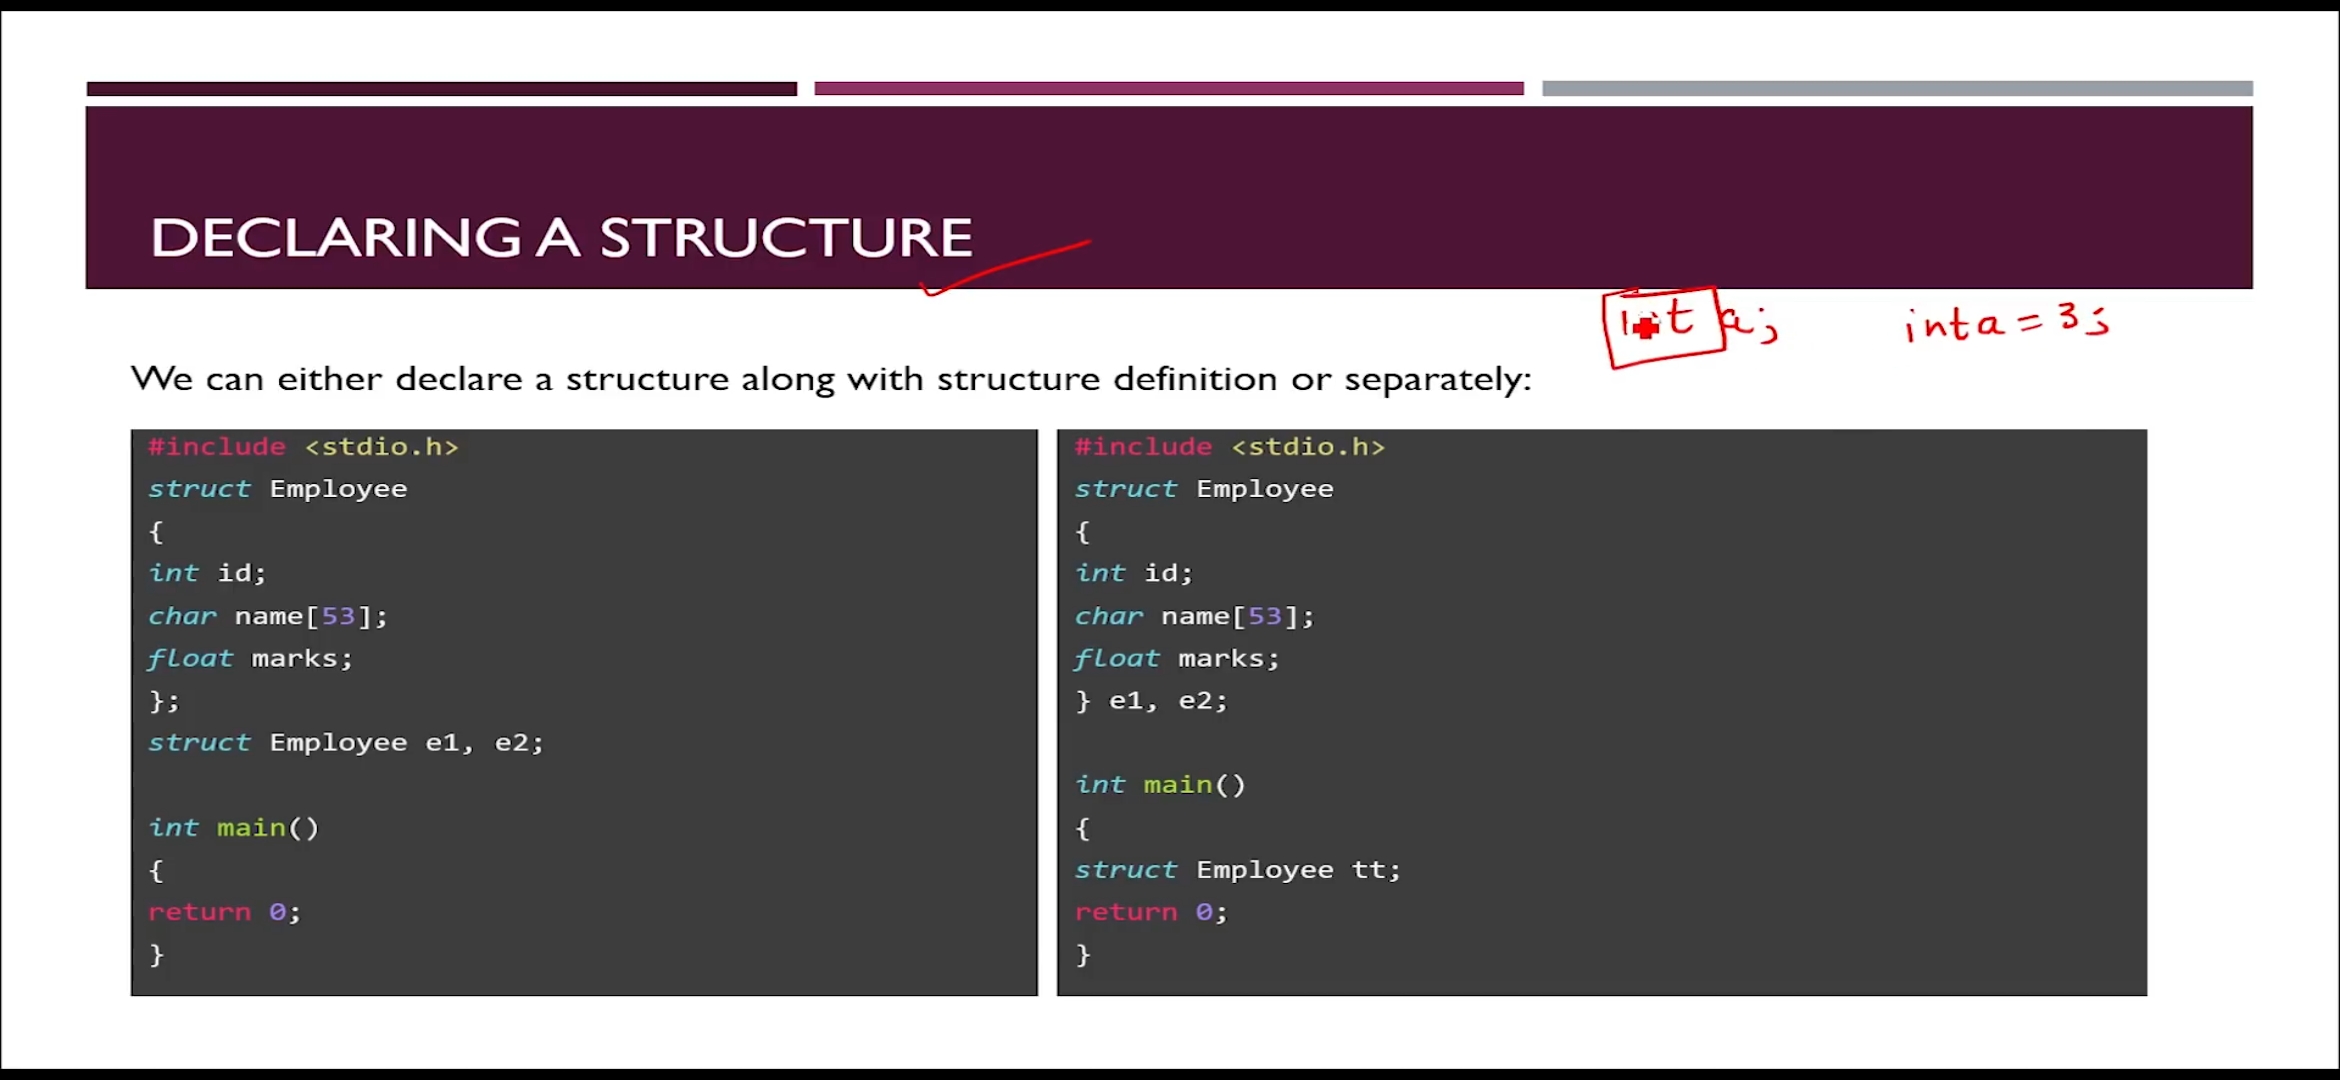 DECLARING A STRUCTURE
int a; int a = 3;
We can either declare a structure along with structure definition or separately:
#include <stdio.h>
struct Employee
{
int id;
char name[53];
float marks;
};
struct Employee e1, e2;
int main()
{
return 0;
}
#include <stdio.h>
struct Employee
{
int id;
char name[53];
float marks;
} e1, e2;
int main()
{
struct Employee tt;
return 0;
}